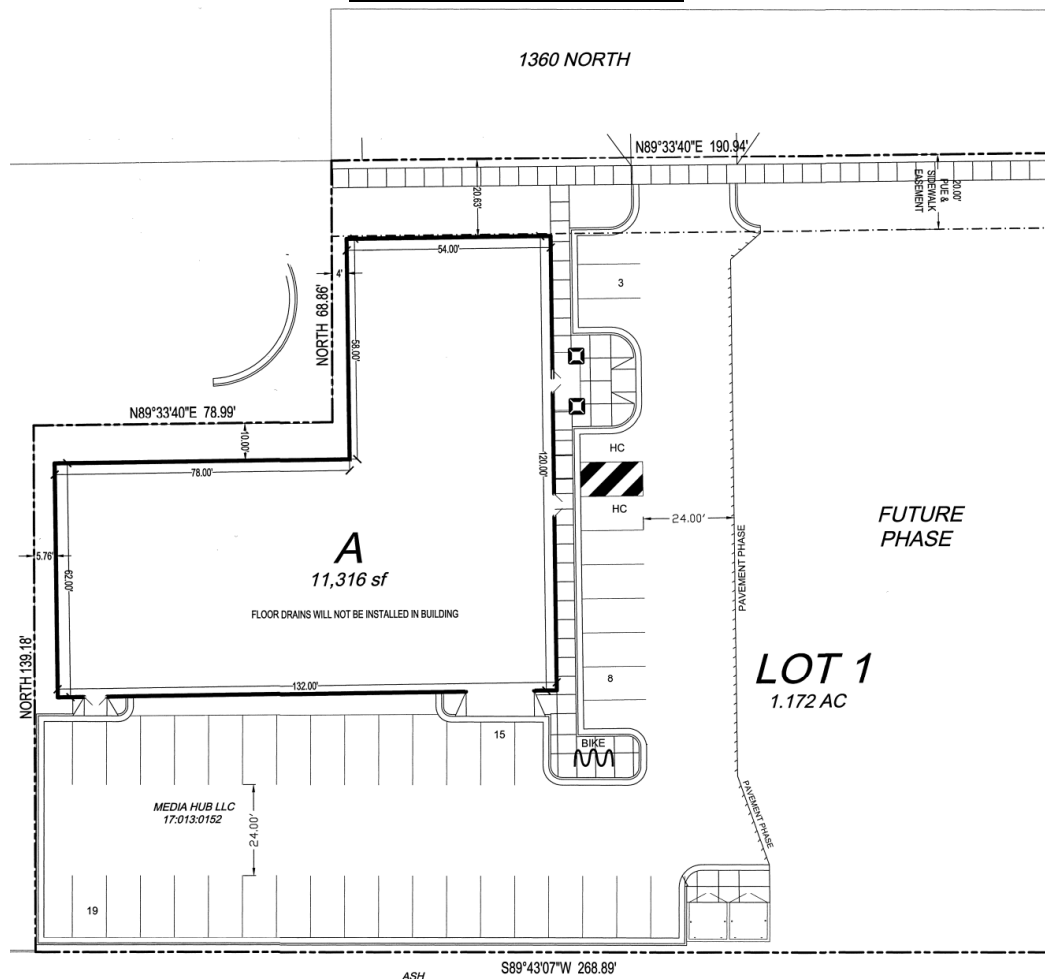 1360 NORTH
N89°33'40"E 190.94'
20.63'
20.00'
PUE &
SIDEWALK
EASEMENT
54.00'
4'
3
NORTH 68.86'
58.00'
N89°33'40"E 78.99'
10.00'
78.00'
120.00'
HC
HC
24.00'
FUTURE
PHASE
A
11,316 sf
5.76'
62.00'
FLOOR DRAINS WILL NOT BE INSTALLED IN BUILDING
PAVEMENT PHASE
NORTH 139.18'
132.00'
8
LOT 1
1.172 AC
15
BIKE
MEDIA HUB LLC
17:013:0152
24.00'
PAVEMENT PHASE
19
S89°43'07"W 268.89'
ASH